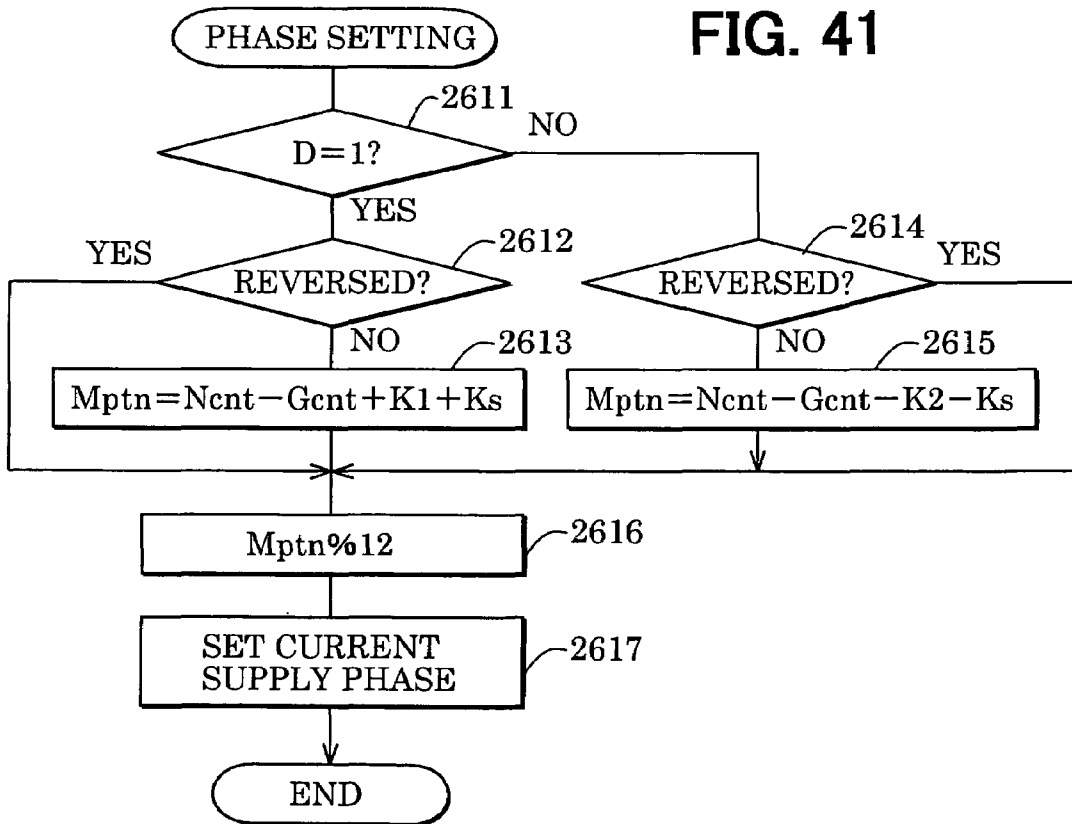 FIG. 41
PHASE SETTING
2611
D=1?
NO
YES
2612
YES
REVERSED?
NO
2614
YES
REVERSED?
NO
2613
Mptn=Ncnt−Gcnt+K1+Ks
2615
Mptn=Ncnt−Gcnt−K2−Ks
Mptn%12
2616
SET CURRENT
SUPPLY PHASE
2617
END